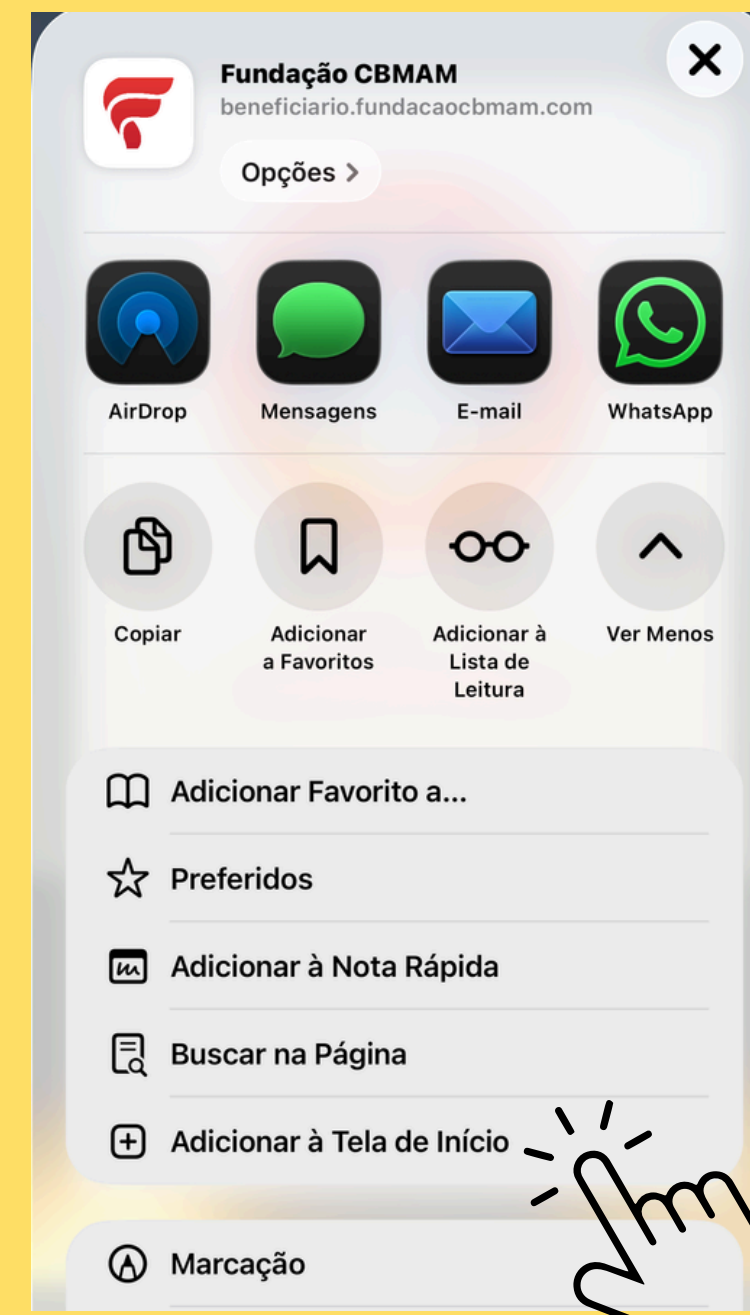 Fundação CBMAM
beneficiario.fundacaocbmam.com
Opções
AirDrop
Mensagens
E-mail
WhatsApp
Copiar
Adicionar
a Favoritos
Adicionar à
Lista de
Leitura
Ver Menos
Adicionar Favorito a...
Preferidos
Adicionar à Nota Rápida
Buscar na Página
Adicionar à Tela de Início
Marcação